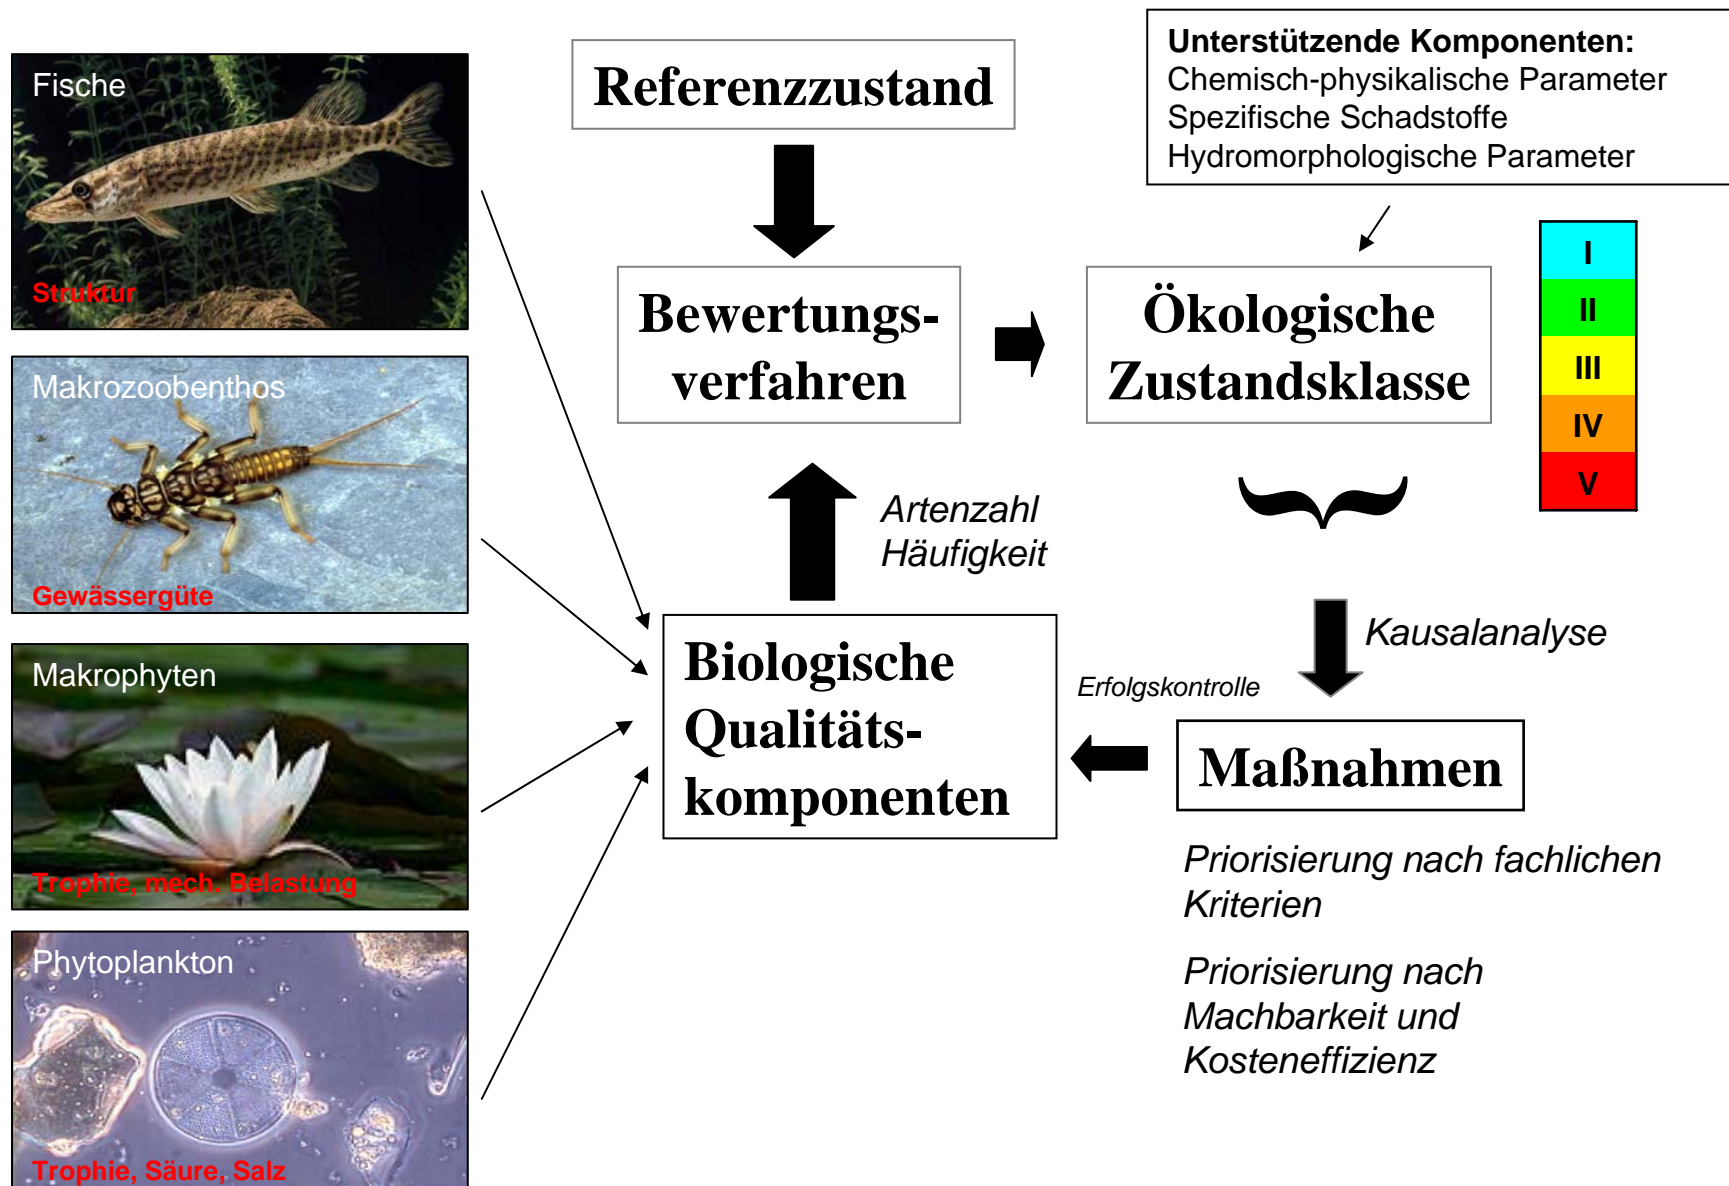 Fische
Struktur
Makrozoobenthos
Gewässergüte
Makrophyten
Trophie, mech. Belastung
Phytoplankton
Trophie, Säure, Salz
Referenzzustand
Unterstützende Komponenten:
Chemisch-physikalische Parameter
Spezifische Schadstoffe
Hydromorphologische Parameter
Bewertungs-
verfahren
Ökologische
Zustandsklasse
I
II
III
IV
V
Artenzahl
Häufigkeit
Kausalanalyse
Biologische
Qualitäts-
komponenten
Erfolgskontrolle
Maßnahmen
Priorisierung nach fachlichen
Kriterien
Priorisierung nach
Machbarkeit und
Kosteneffizienz